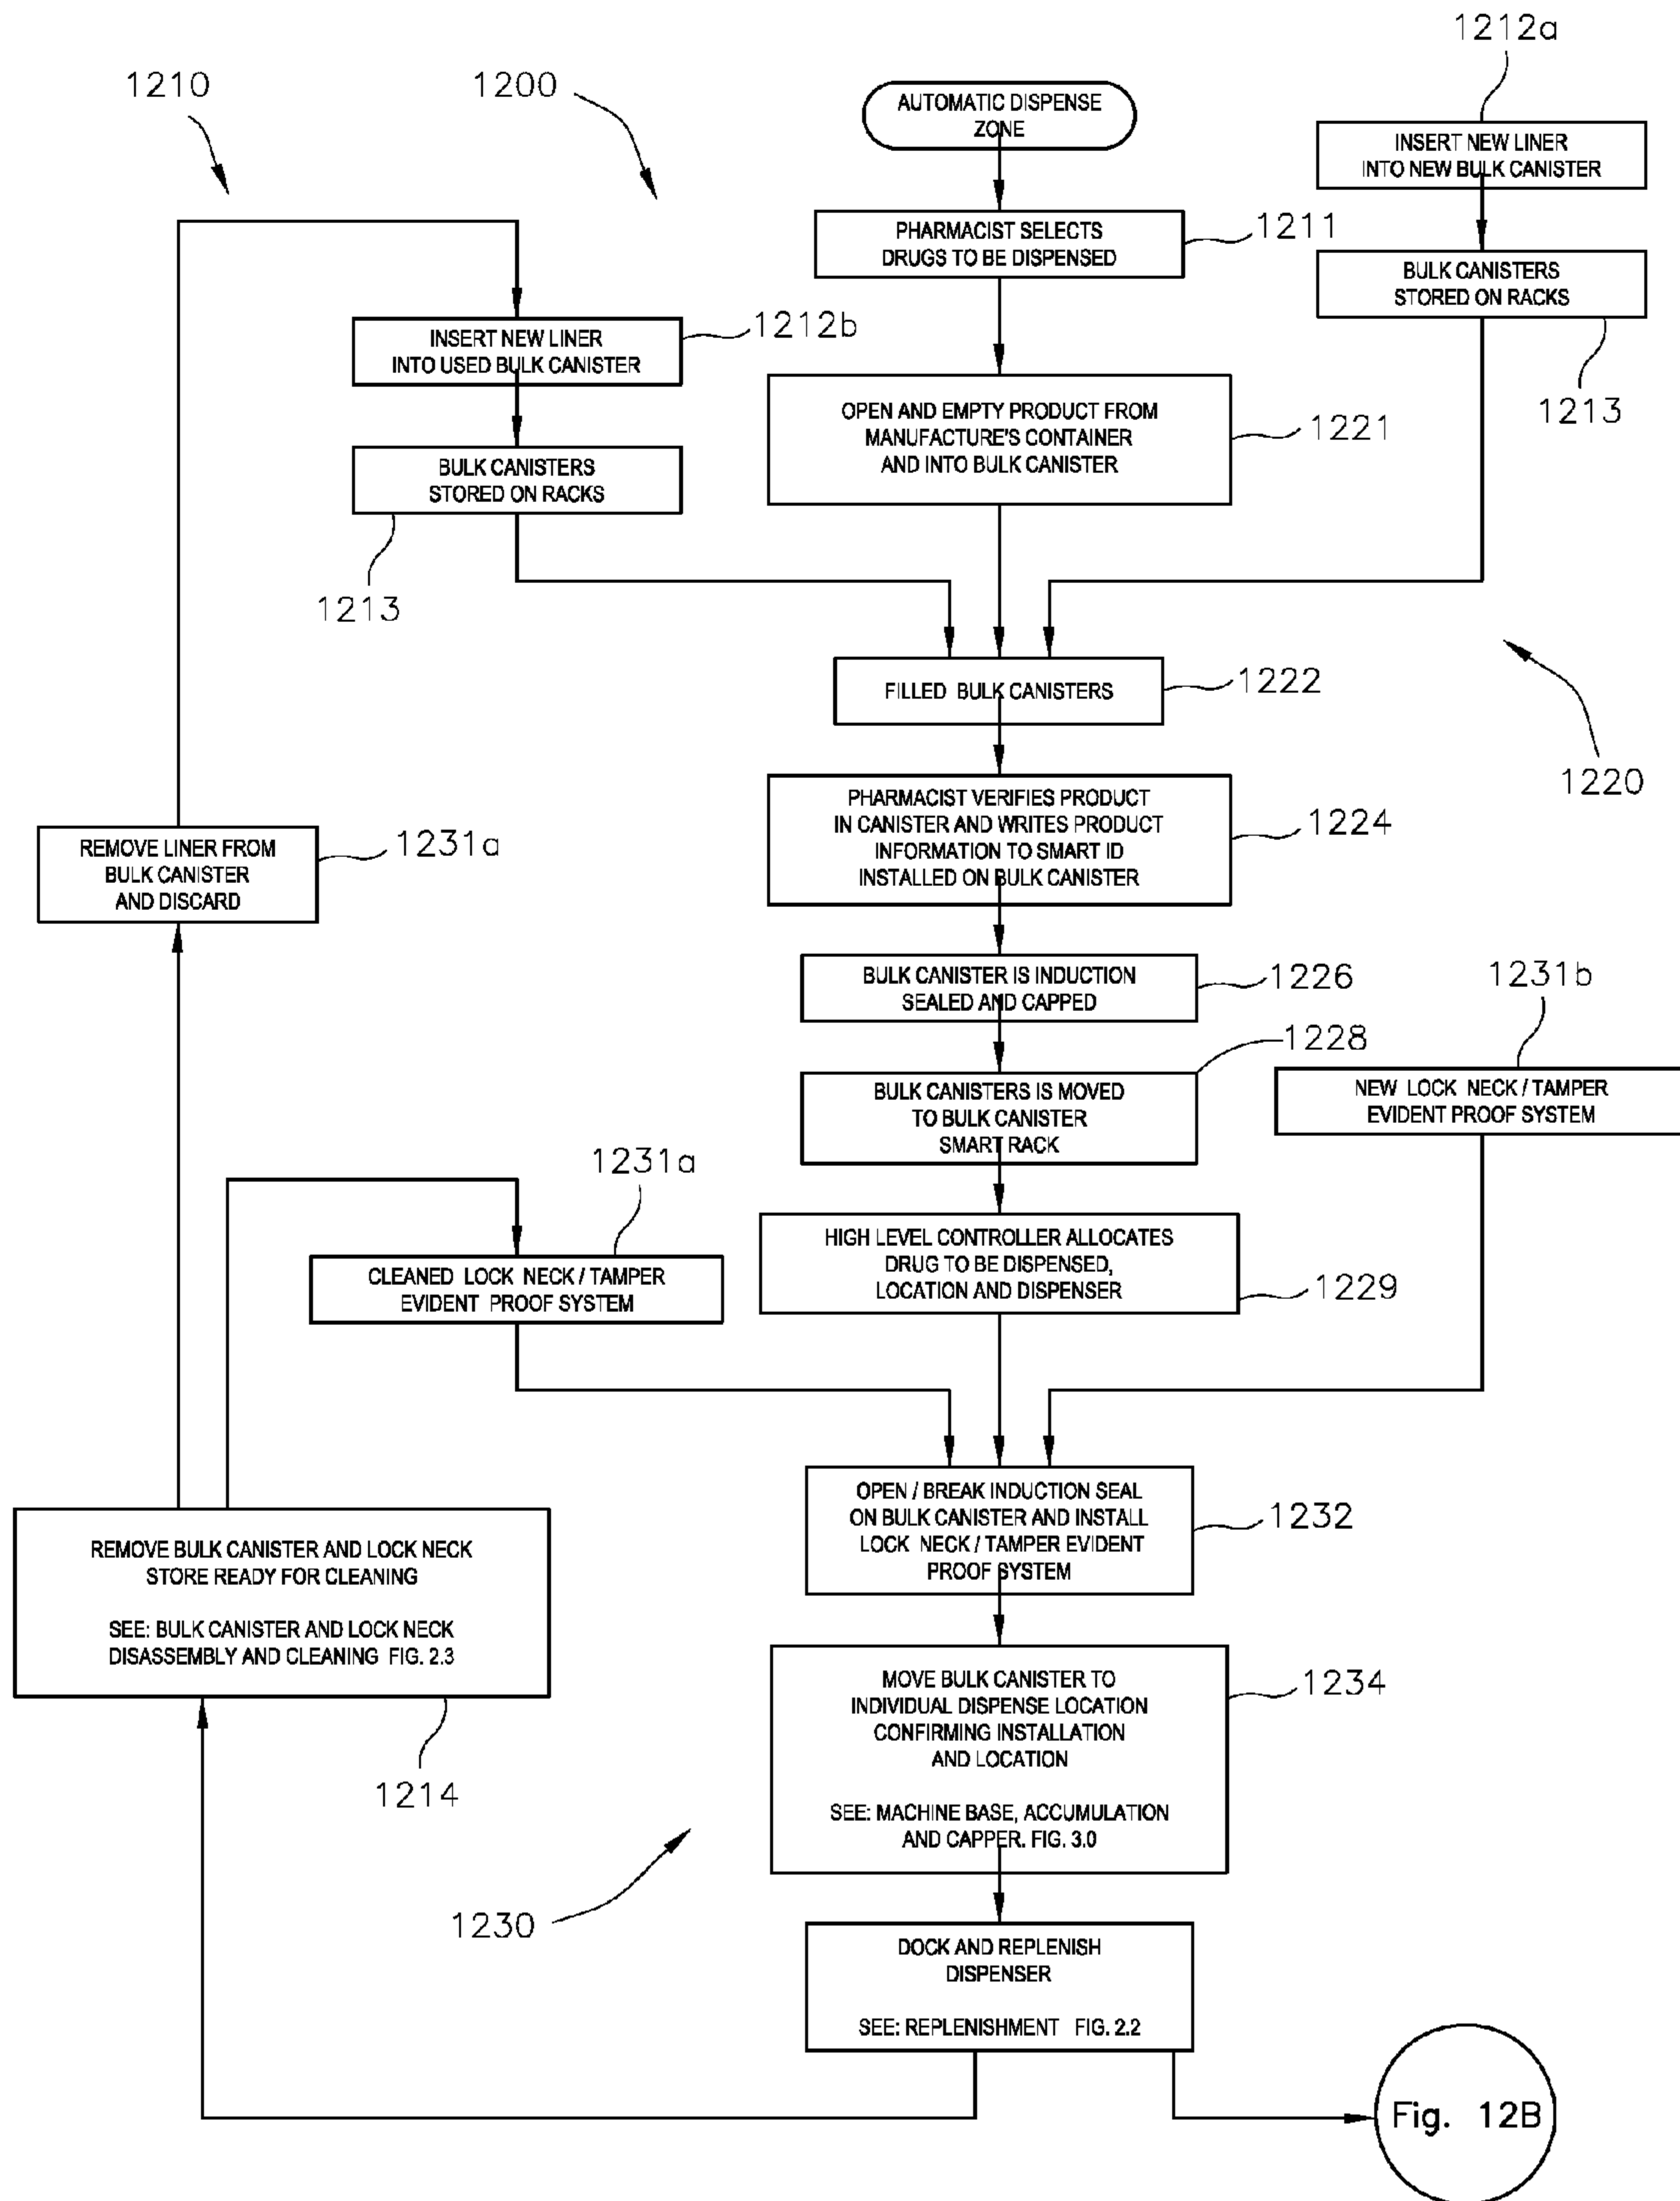 1212a
1210
1200
AUTOMATIC DISPENSE
ZONE
INSERT NEW LINER
INTO NEW BULK CANISTER
PHARMACIST SELECTS
DRUGS TO BE DISPENSED
1211
BULK CANISTERS
STORED ON RACKS
1213
INSERT NEW LINER
INTO USED BULK CANISTER
1212b
OPEN AND EMPTY PRODUCT FROM
MANUFACTURE'S CONTAINER
AND INTO BULK CANISTER
1221
BULK CANISTERS
STORED ON RACKS
1213
FILLED BULK CANISTERS
1222
1220
PHARMACIST VERIFIES PRODUCT
IN CANISTER AND WRITES PRODUCT
INFORMATION TO SMART ID
INSTALLED ON BULK CANISTER
1224
REMOVE LINER FROM
BULK CANISTER
AND DISCARD
1231a
BULK CANISTER IS INDUCTION
SEALED AND CAPPED
1226
1231b
1228
BULK CANISTERS IS MOVED
TO BULK CANISTER
SMART RACK
NEW LOCK NECK / TAMPER
EVIDENT PROOF SYSTEM
1231a
CLEANED LOCK NECK / TAMPER
EVIDENT PROOF SYSTEM
HIGH LEVEL CONTROLLER ALLOCATES
DRUG TO BE DISPENSED,
LOCATION AND DISPENSER
1229
OPEN / BREAK INDUCTION SEAL
ON BULK CANISTER AND INSTALL
LOCK NECK / TAMPER EVIDENT
PROOF SYSTEM
1232
REMOVE BULK CANISTER AND LOCK NECK
STORE READY FOR CLEANING
SEE: BULK CANISTER AND LOCK NECK
DISASSEMBLY AND CLEANING FIG. 2.3
1214
MOVE BULK CANISTER TO
INDIVIDUAL DISPENSE LOCATION
CONFIRMING INSTALLATION
AND LOCATION
SEE: MACHINE BASE, ACCUMULATION
AND CAPPER. FIG. 3.0
1234
1230
DOCK AND REPLENISH
DISPENSER
SEE: REPLENISHMENT FIG. 2.2
Fig. 12B